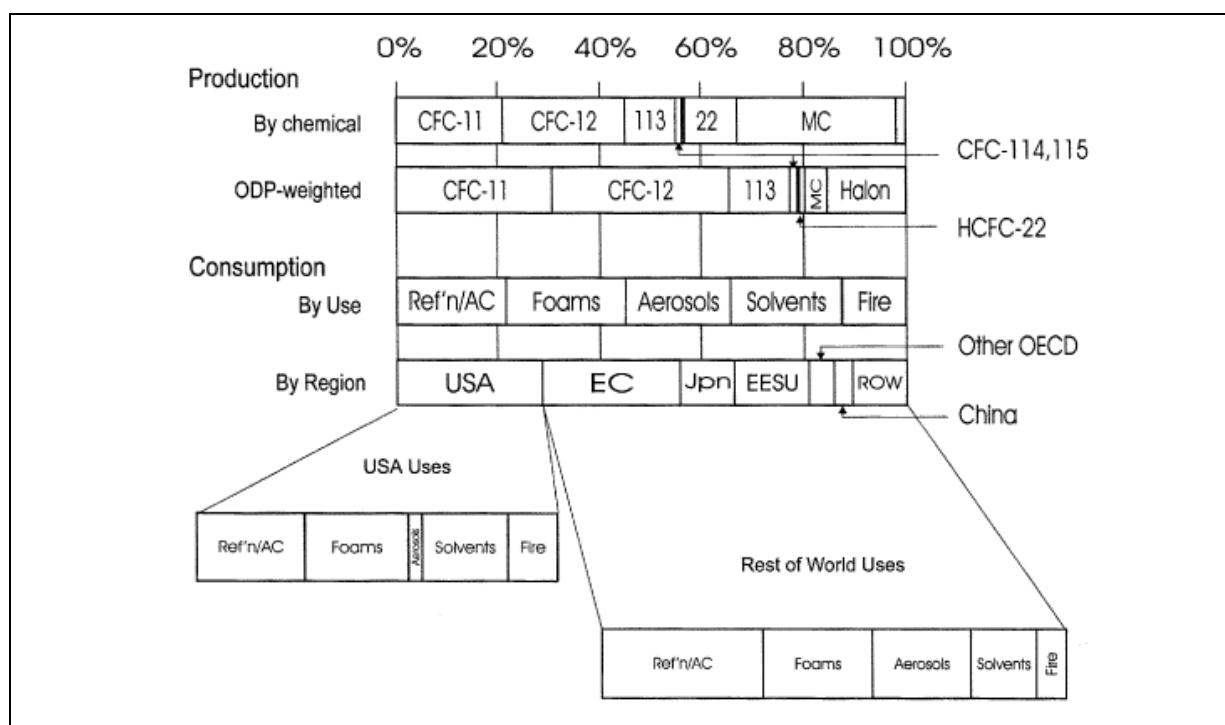 0% 20% 40% 60% 80% 100%
Production
By chemical CFC-11 CFC-12 113 22 MC
CFC-114,115
ODP-weighted CFC-11 CFC-12 113 MC Halon
HCFC-22
Consumption
By Use Ref'n/AC Foams Aerosols Solvents Fire
Other OECD
By Region USA EC Jpn EESU ROW
China
USA Uses
Ref'n/AC Foams Aerosols Solvents Fire
Rest of World Uses
Ref'n/AC Foams Aerosols Solvents Fire